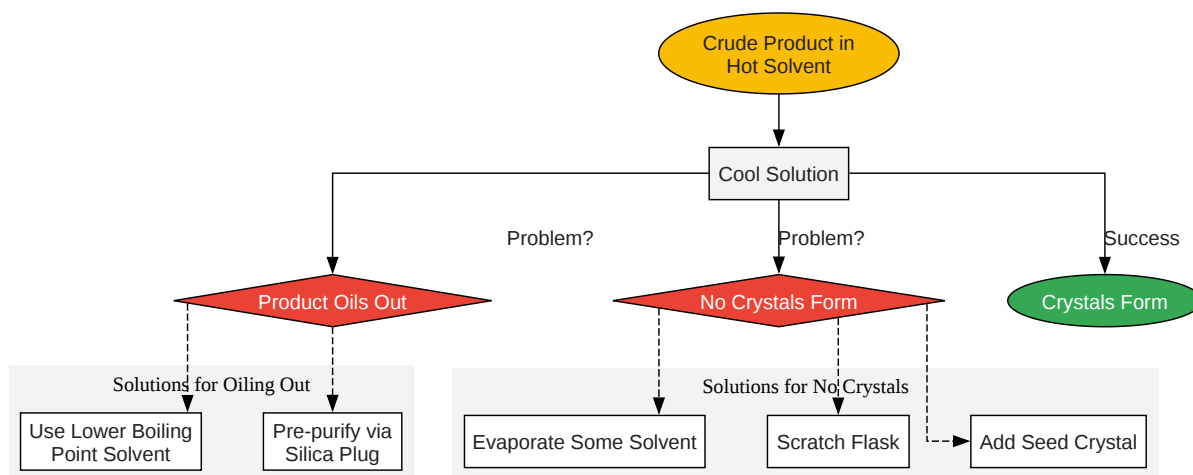 Crude Product in
Hot Solvent
Cool Solution
Problem?
Problem?
Success
Product Oils Out
No Crystals Form
Crystals Form
Solutions for Oiling Out
Solutions for No Crystals
Use Lower Boiling
Point Solvent
Pre-purify via
Silica Plug
Evaporate Some Solvent
Scratch Flask
Add Seed Crystal